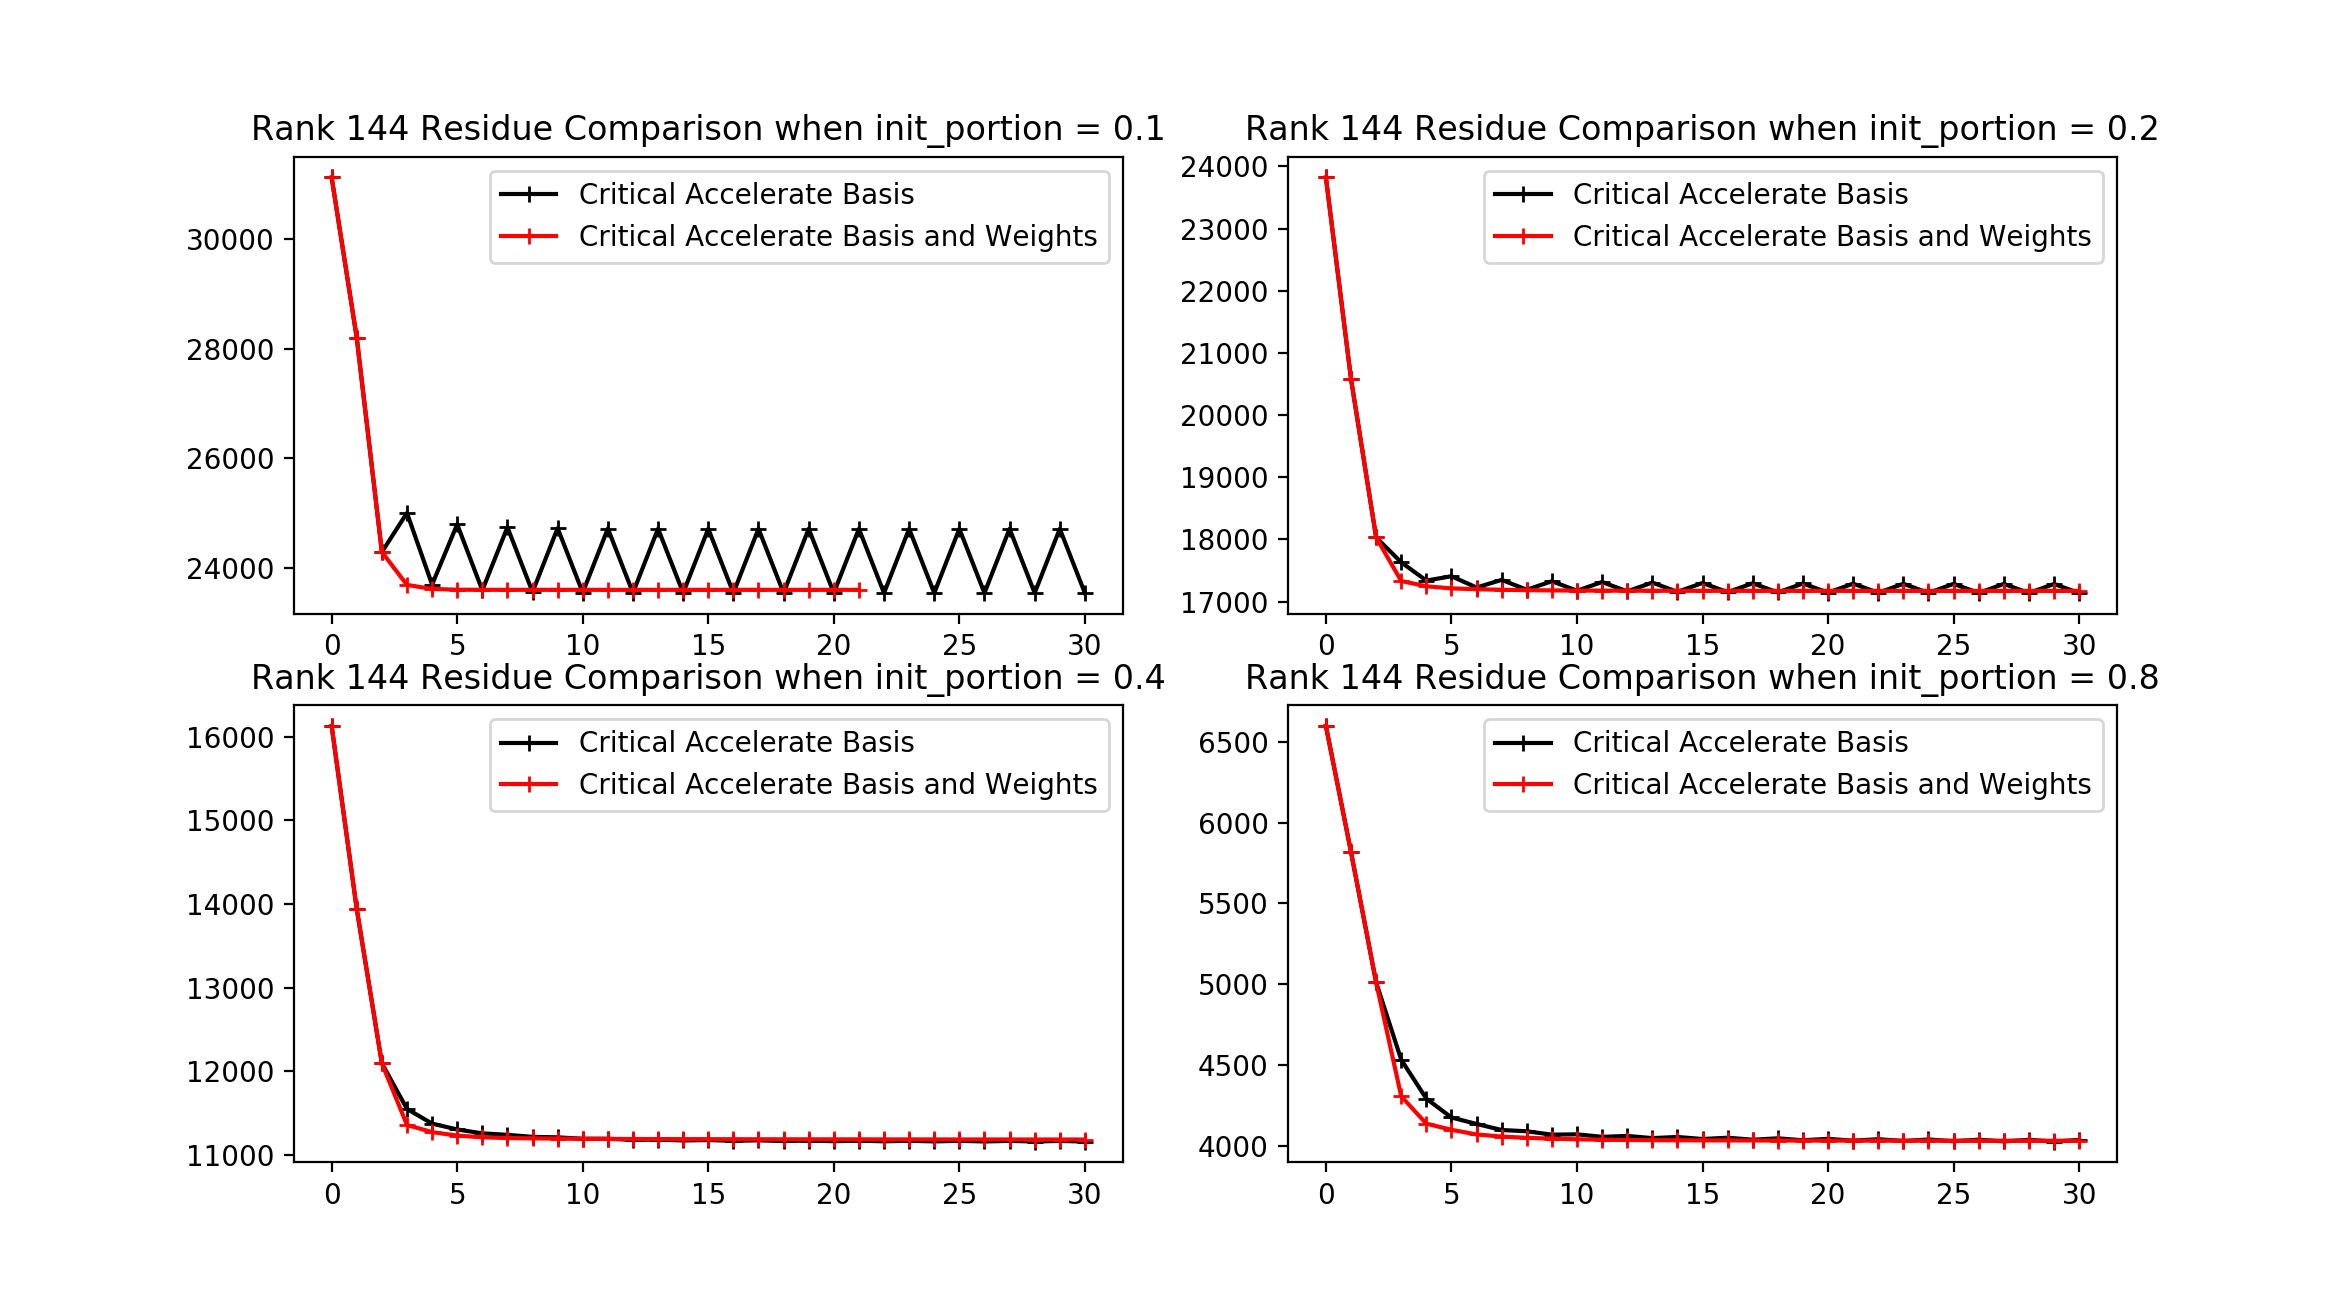 Rank 144 Residue Comparison when init_portion = 0.1
Critical Accelerate Basis
Critical Accelerate Basis and Weights
30000
28000
26000
24000
0 5 10 15 20 25 30
Rank 144 Residue Comparison when init_portion = 0.2
Critical Accelerate Basis
Critical Accelerate Basis and Weights
24000
23000
22000
21000
20000
19000
18000
17000
0 5 10 15 20 25 30
Rank 144 Residue Comparison when init_portion = 0.4
Critical Accelerate Basis
Critical Accelerate Basis and Weights
16000
15000
14000
13000
12000
11000
0 5 10 15 20 25 30
Rank 144 Residue Comparison when init_portion = 0.8
Critical Accelerate Basis
Critical Accelerate Basis and Weights
6500
6000
5500
5000
4500
4000
0 5 10 15 20 25 30